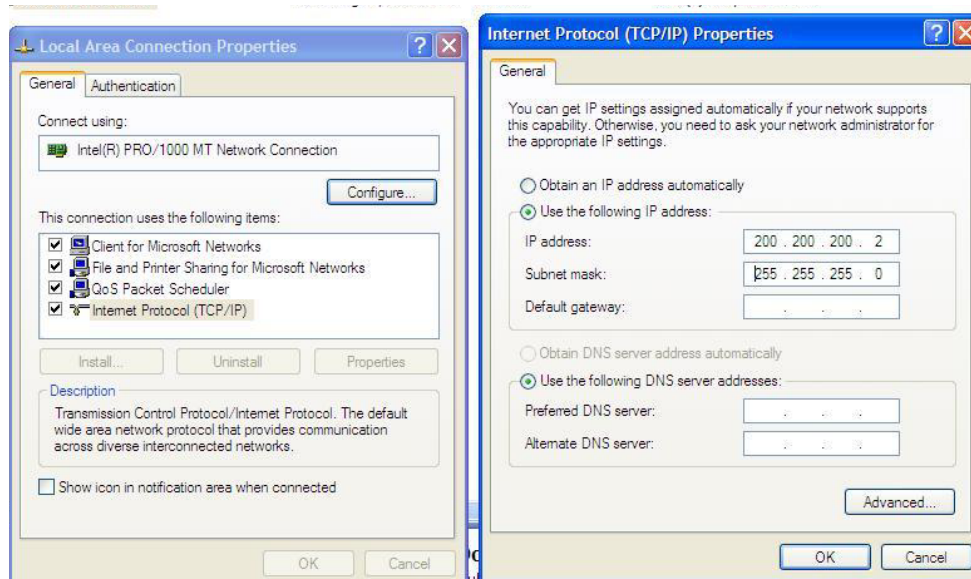 Local Area Connection Properties
General
Authentication
Connect using:
Intel(R) PRO/1000 MT Network Connection
Configure...
This connection uses the following items:
Client for Microsoft Networks
File and Printer Sharing for Microsoft Networks
QoS Packet Scheduler
Internet Protocol (TCP/IP)
Install...
Uninstall
Properties
Description
Transmission Control Protocol/Internet Protocol. The default
wide area network protocol that provides communication
across diverse interconnected networks.
Show icon in notification area when connected
OK
Cancel
Internet Protocol (TCP/IP) Properties
General
You can get IP settings assigned automatically if your network supports
this capability. Otherwise, you need to ask your network administrator for
the appropriate IP settings.
Obtain an IP address automatically
Use the following IP address:
IP address: 200 . 200 . 200 . 2
Subnet mask: 255 . 255 . 255 . 0
Default gateway: . . .
Obtain DNS server address automatically
Use the following DNS server addresses:
Preferred DNS server: . . .
Alternate DNS server: . . .
Advanced...
OK
Cancel